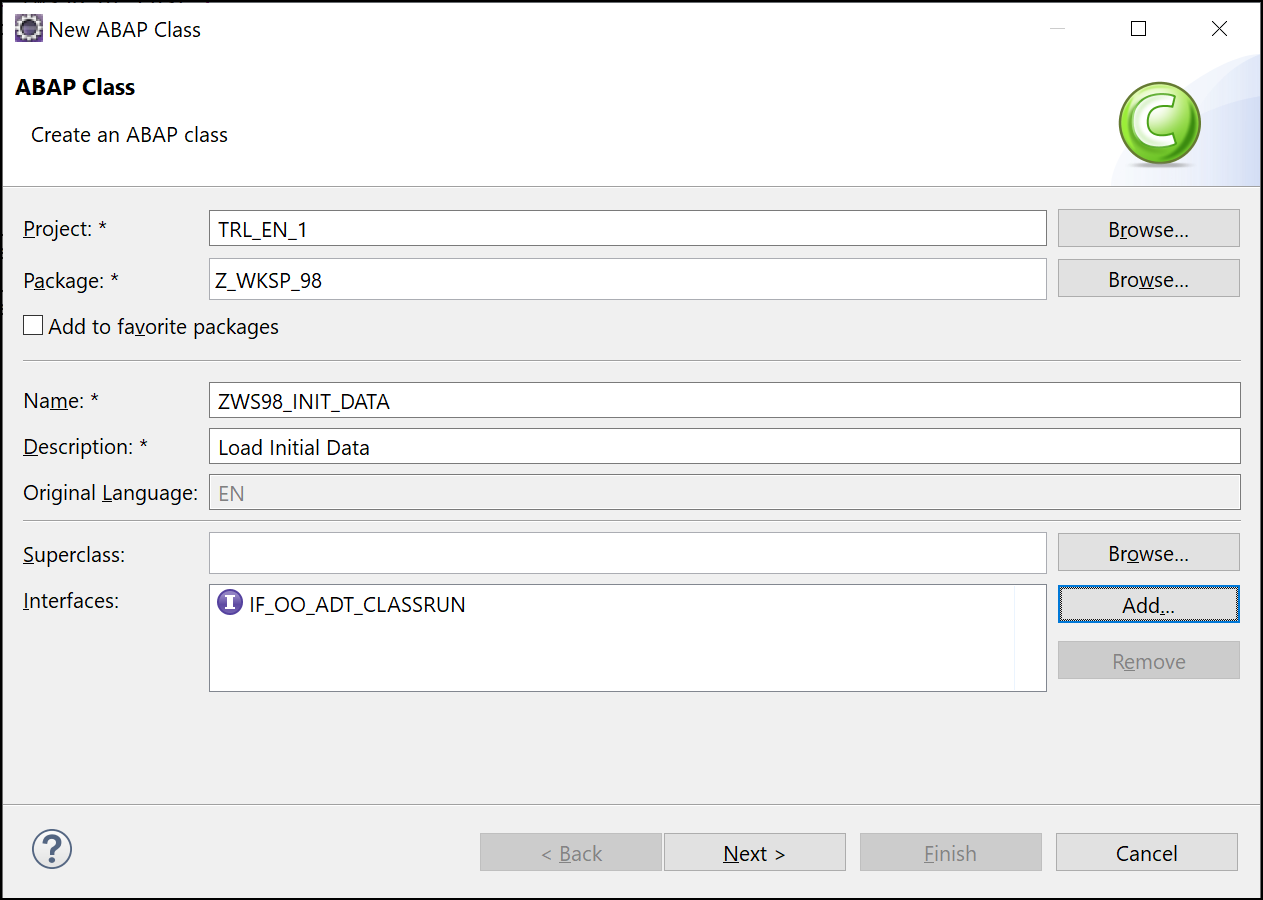 New ABAP Class
ABAP Class
Create an ABAP class
C
Project: * TRL_EN_1 Browse...
Package: * Z_WKSP_98 Browse...
Add to favorite packages
Name: * ZWS98_INIT_DATA
Description: * Load Initial Data
Original Language: EN
Superclass: Browse...
Interfaces: I IF_OO_ADT_CLASSRUN Add...
Remove
? < Back Next > Finish Cancel